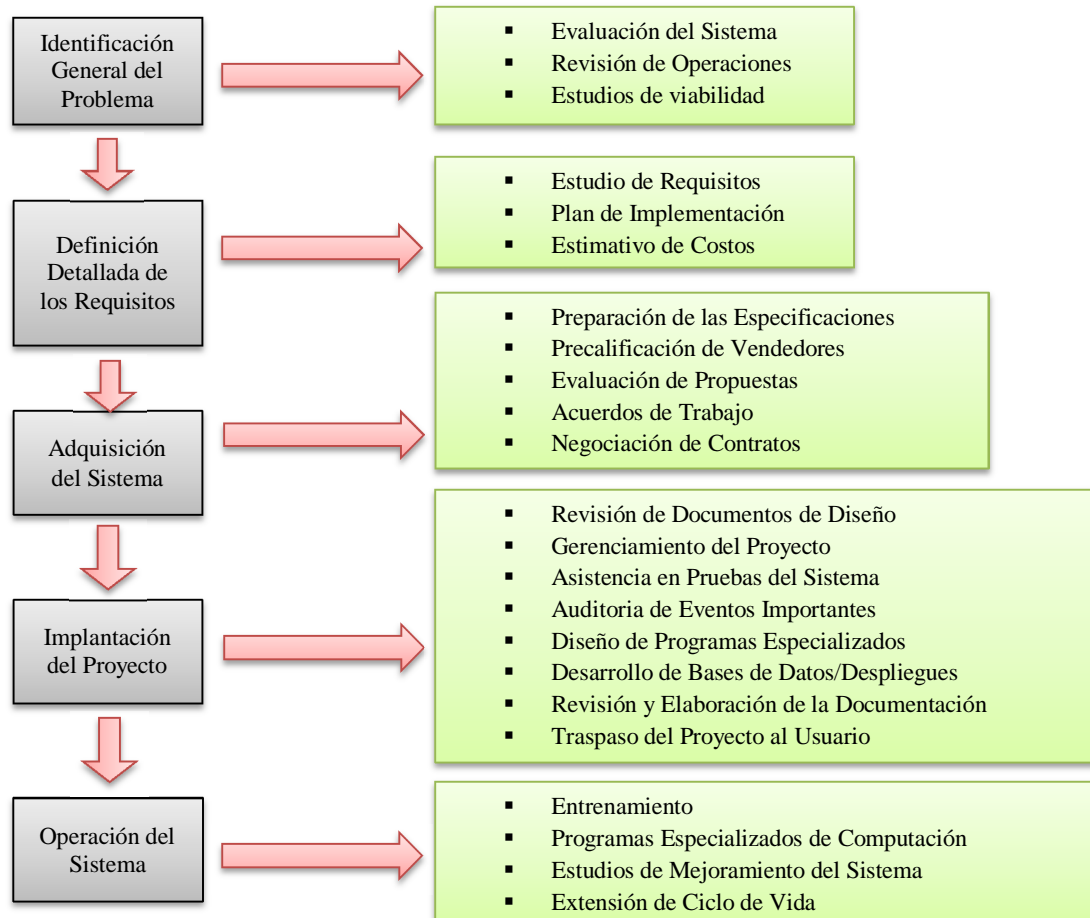 Identificación
General del
Problema
Evaluación del Sistema
Revisión de Operaciones
Estudios de viabilidad
Definición
Detallada de
los Requisitos
Estudio de Requisitos
Plan de Implementación
Estimativo de Costos
Adquisición
del Sistema
Preparación de las Especificaciones
Precalificación de Vendedores
Evaluación de Propuestas
Acuerdos de Trabajo
Negociación de Contratos
Implantación
del Proyecto
Revisión de Documentos de Diseño
Gerenciamiento del Proyecto
Asistencia en Pruebas del Sistema
Auditoria de Eventos Importantes
Diseño de Programas Especializados
Desarrollo de Bases de Datos/Despliegues
Revisión y Elaboración de la Documentación
Traspaso del Proyecto al Usuario
Operación del
Sistema
Entrenamiento
Programas Especializados de Computación
Estudios de Mejoramiento del Sistema
Extensión de Ciclo de Vida